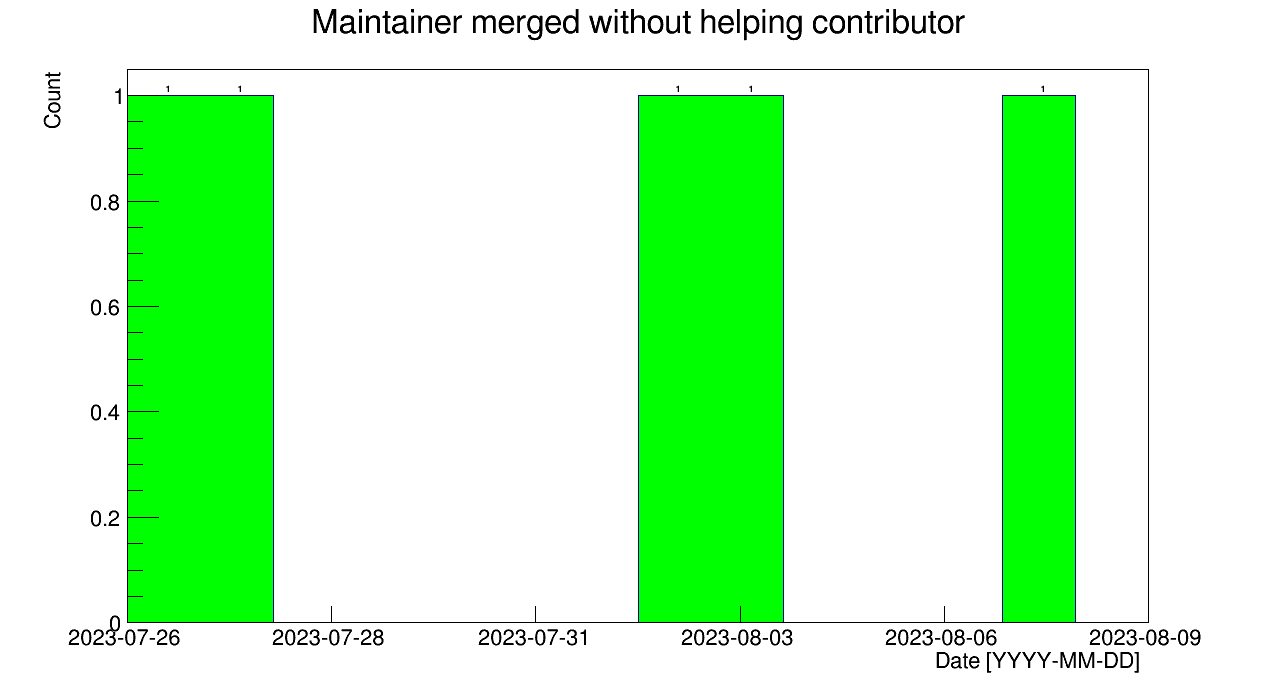 Maintainer merged without helping contributor
Count
1 1 1 1 1
1
0.8
0.6
0.4
0.2
0
2023-07-26 2023-07-28 2023-07-31 2023-08-03 2023-08-06 2023-08-09
Date [YYYY-MM-DD]